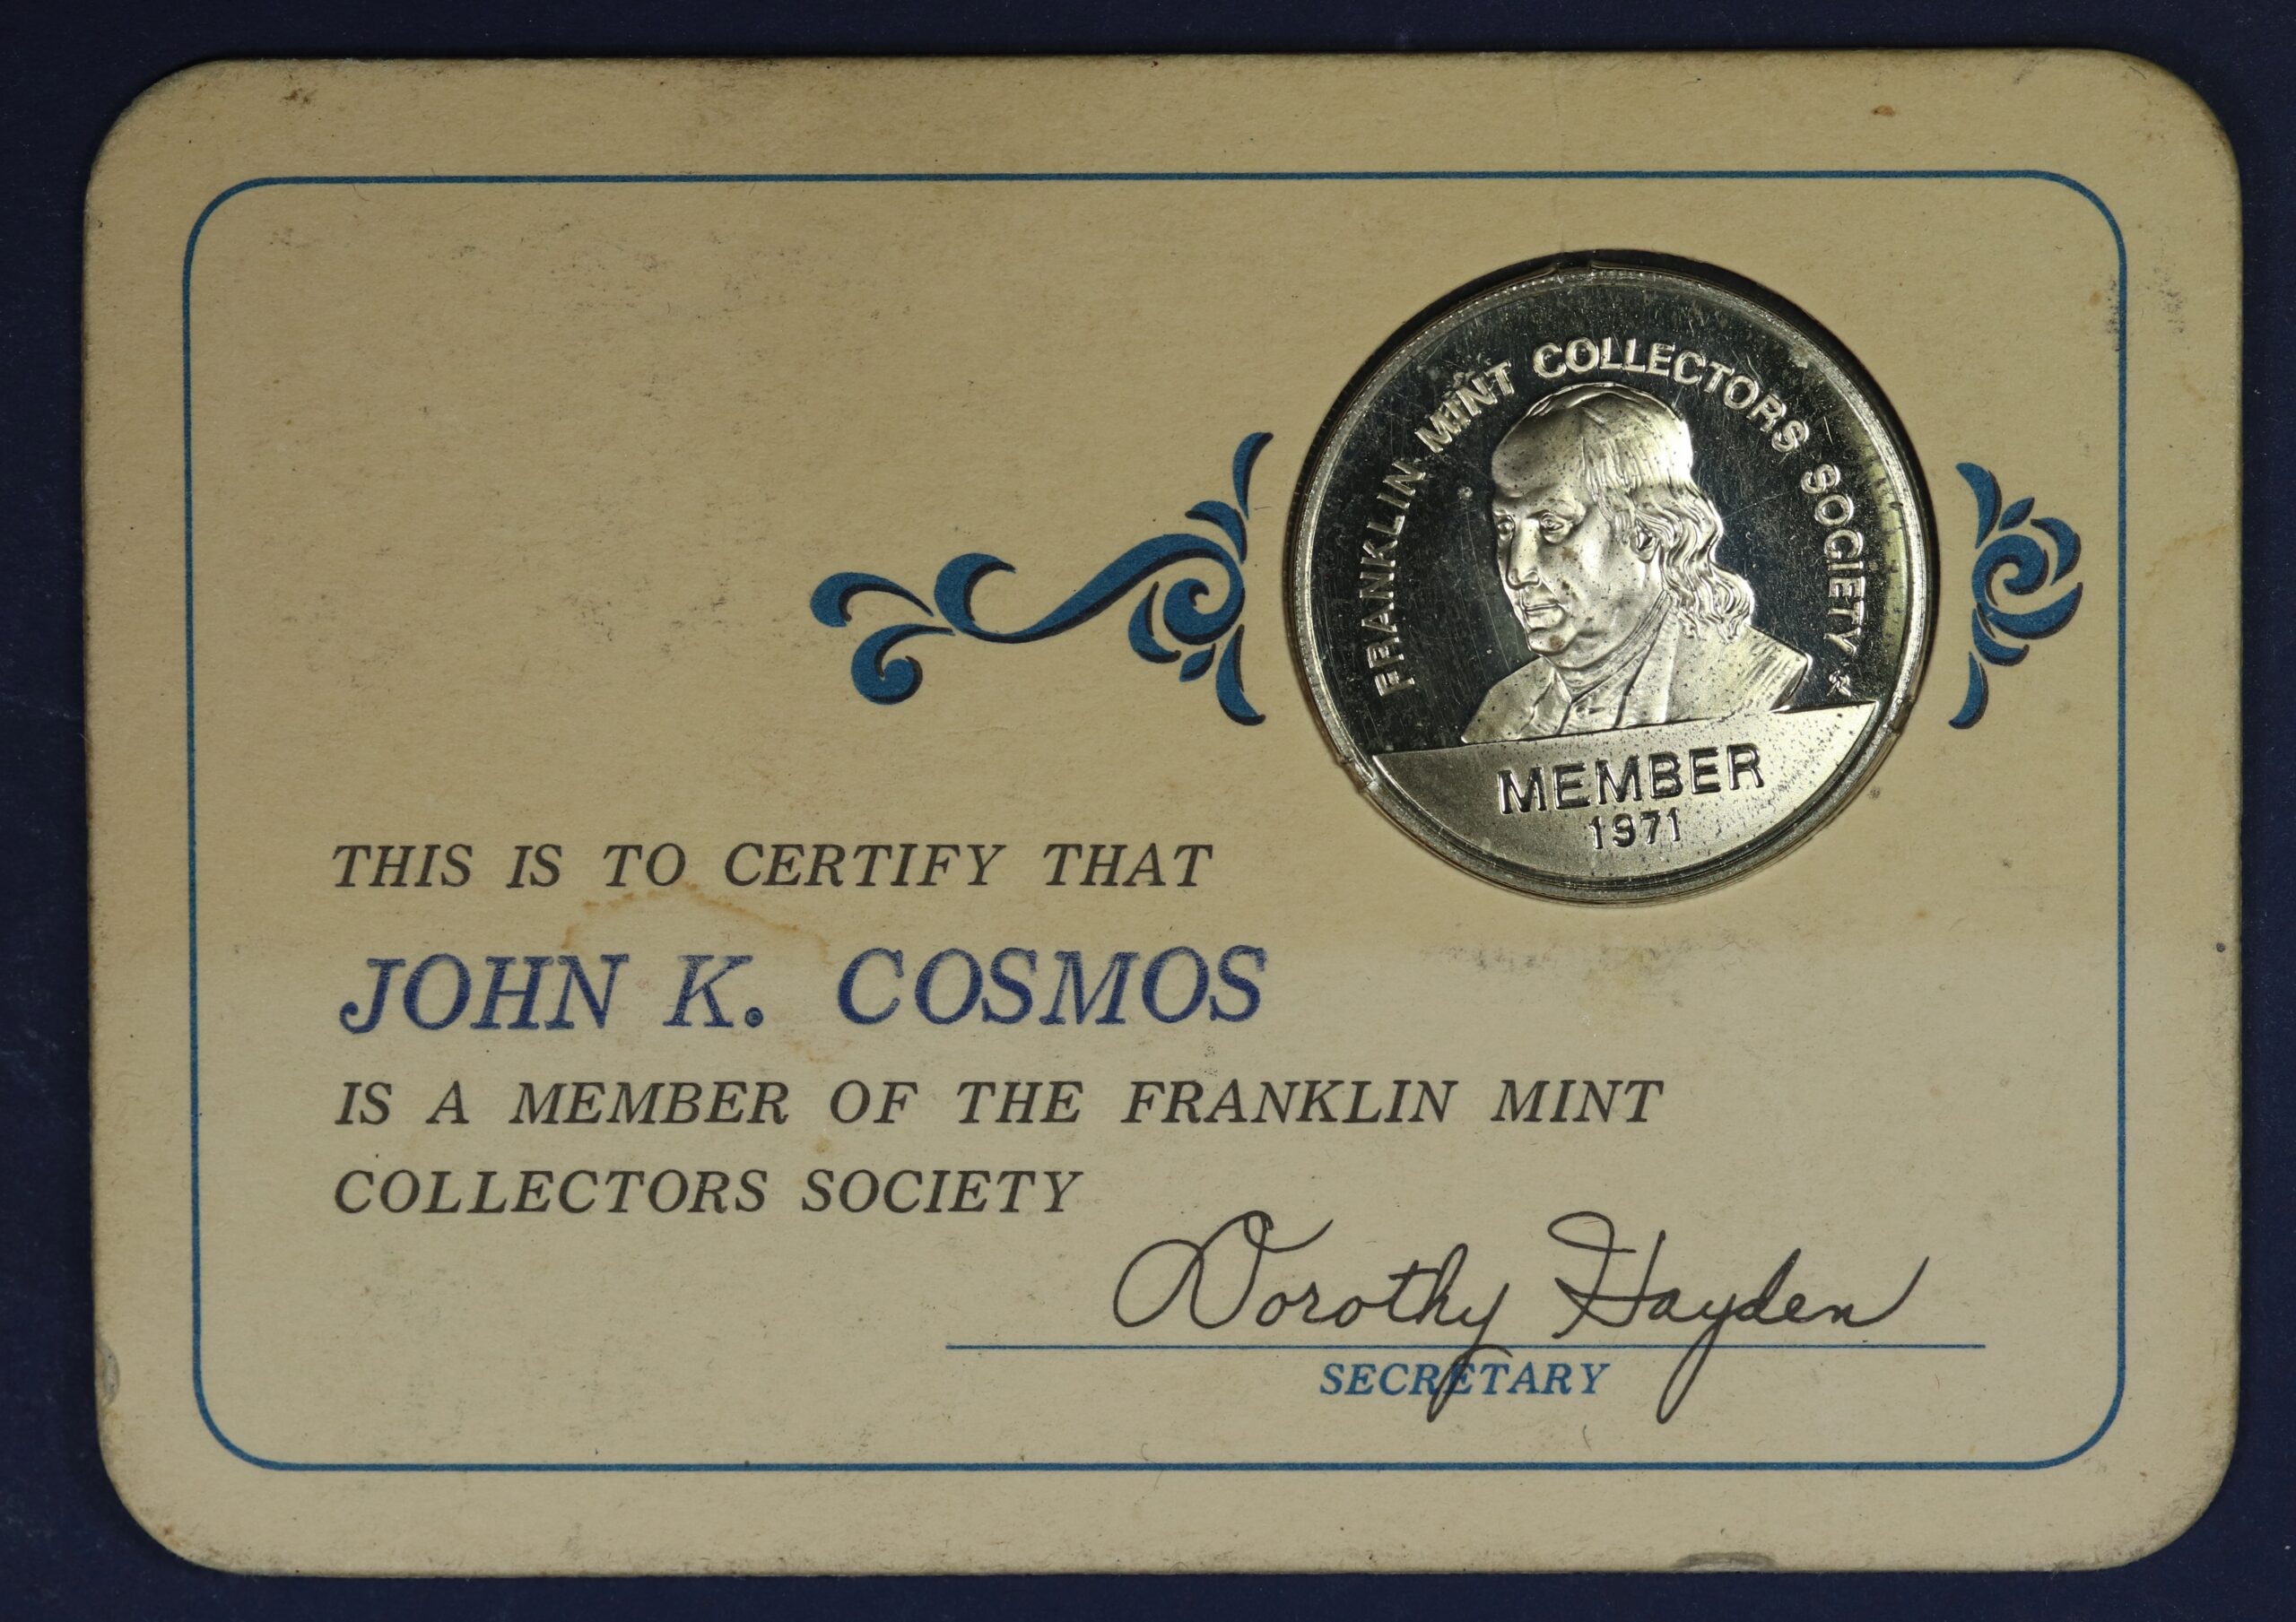 FRANKLIN MINT COLLECTORS SOCIETY
MEMBER
1971
THIS IS TO CERTIFY THAT
JOHN K. COSMOS
IS A MEMBER OF THE FRANKLIN MINT
COLLECTORS SOCIETY
Dorothy Hayden
SECRETARY